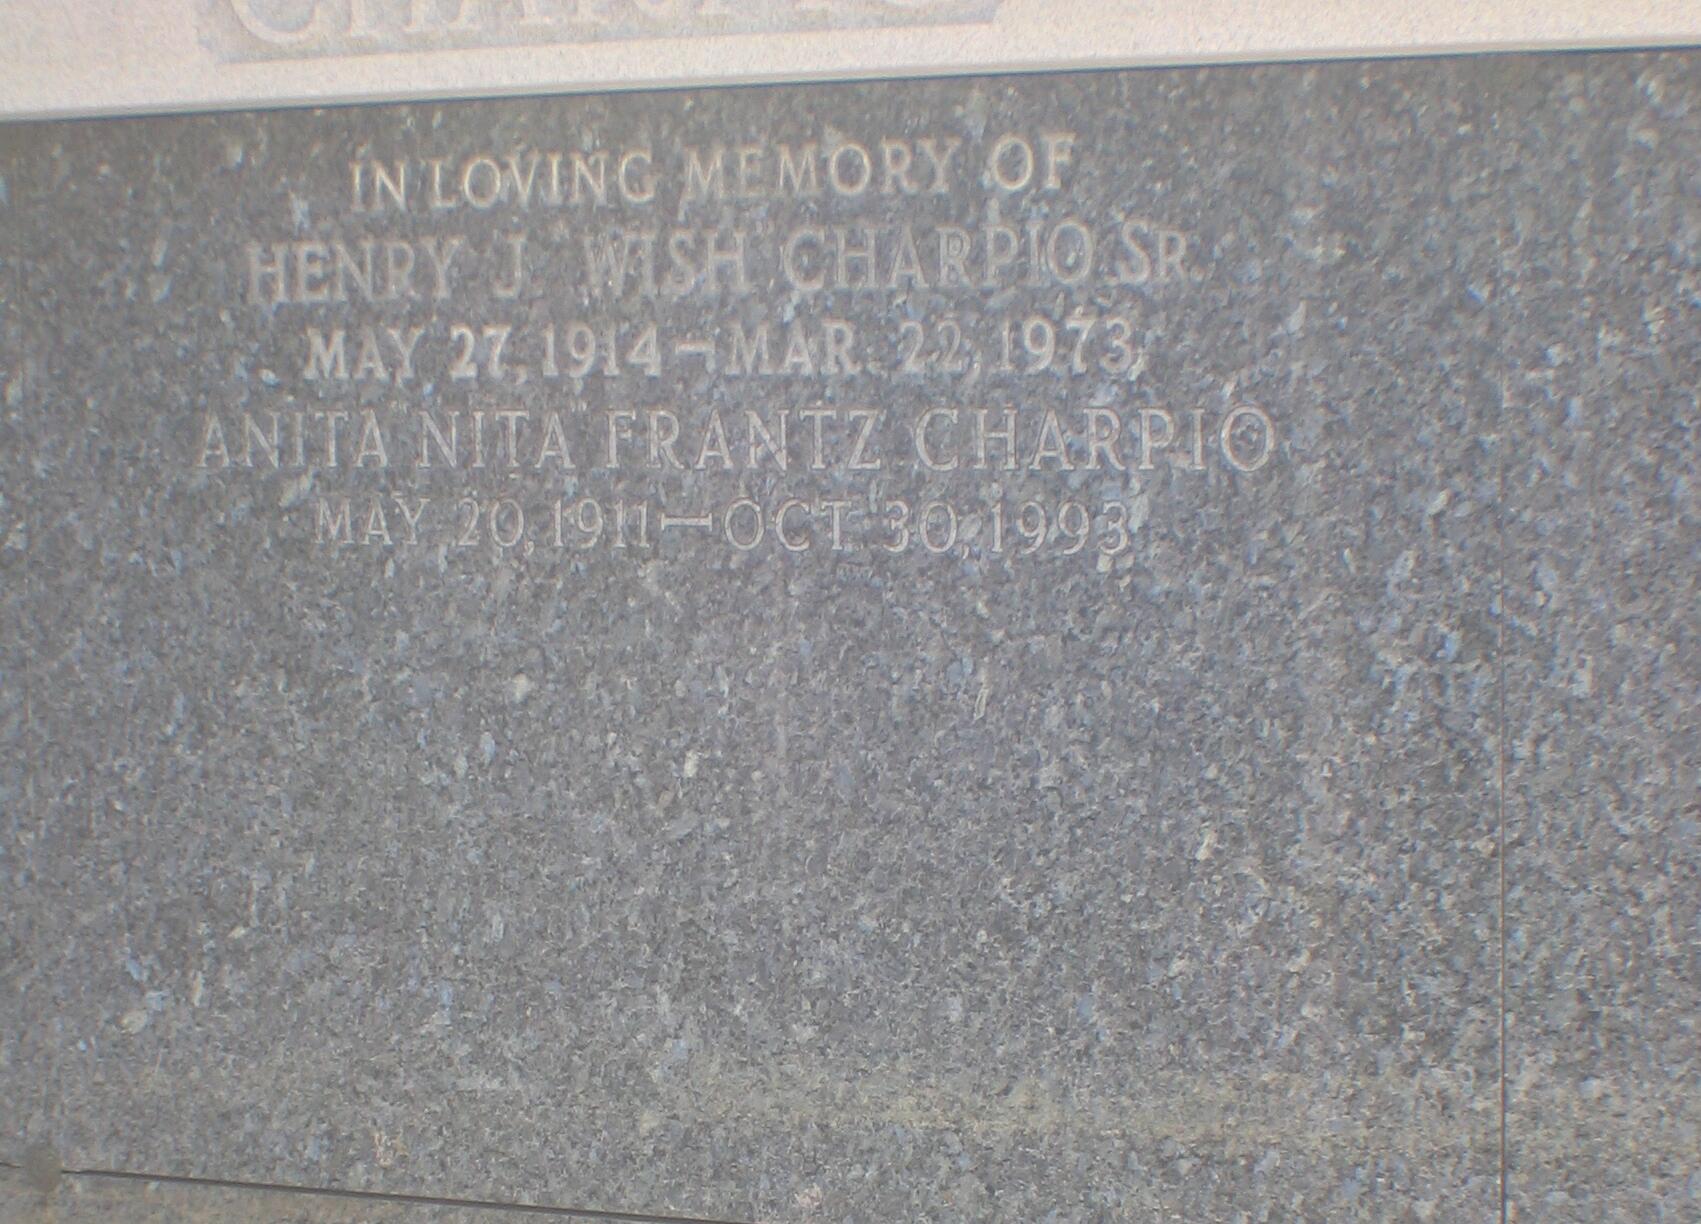 CHARPIO
IN LOVING MEMORY OF
HENRY J. "WISH" CHARPIO SR.
MAY 27, 1914 — MAR. 22, 1973
ANITA "NITA" FRANTZ CHARPIO
MAY 20, 1911 — OCT. 30, 1993